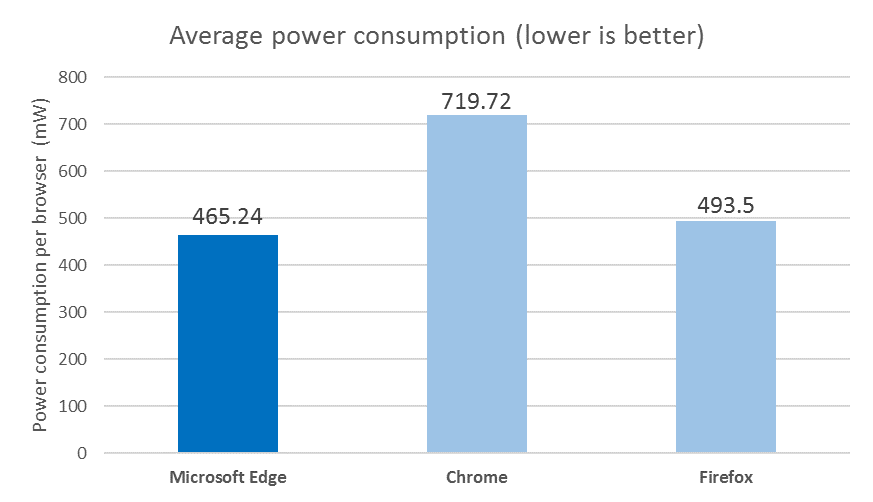 Average power consumption (lower is better)
Power consumption per browser (mW)
800
700
600
500
400
300
200
100
0
465.24
719.72
493.5
Microsoft Edge
Chrome
Firefox